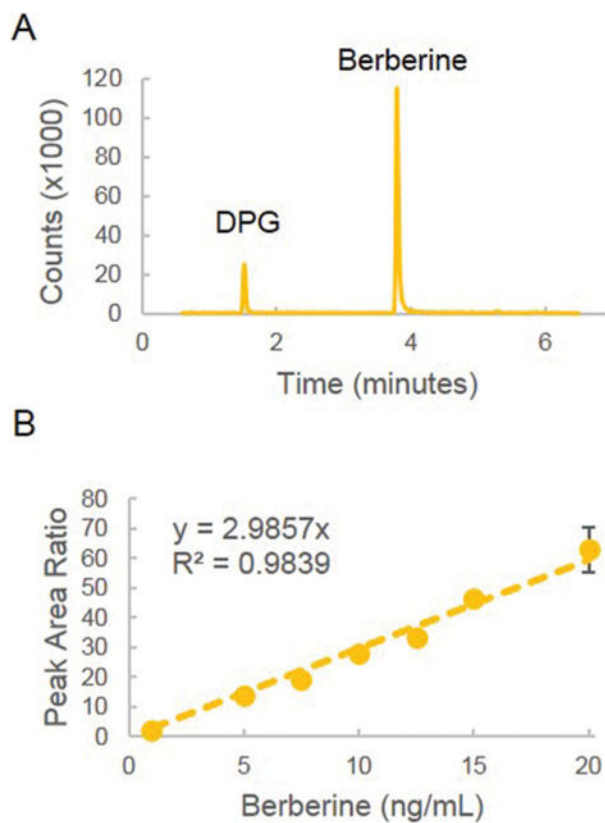 A
Berberine
DPG
120
100
80
60
40
20
0
Counts (x1000)
0 2 4 6
Time (minutes)
B
y = 2.9857x
R² = 0.9839
80
70
60
50
40
30
20
10
0
Peak Area Ratio
0 5 10 15 20
Berberine (ng/mL)